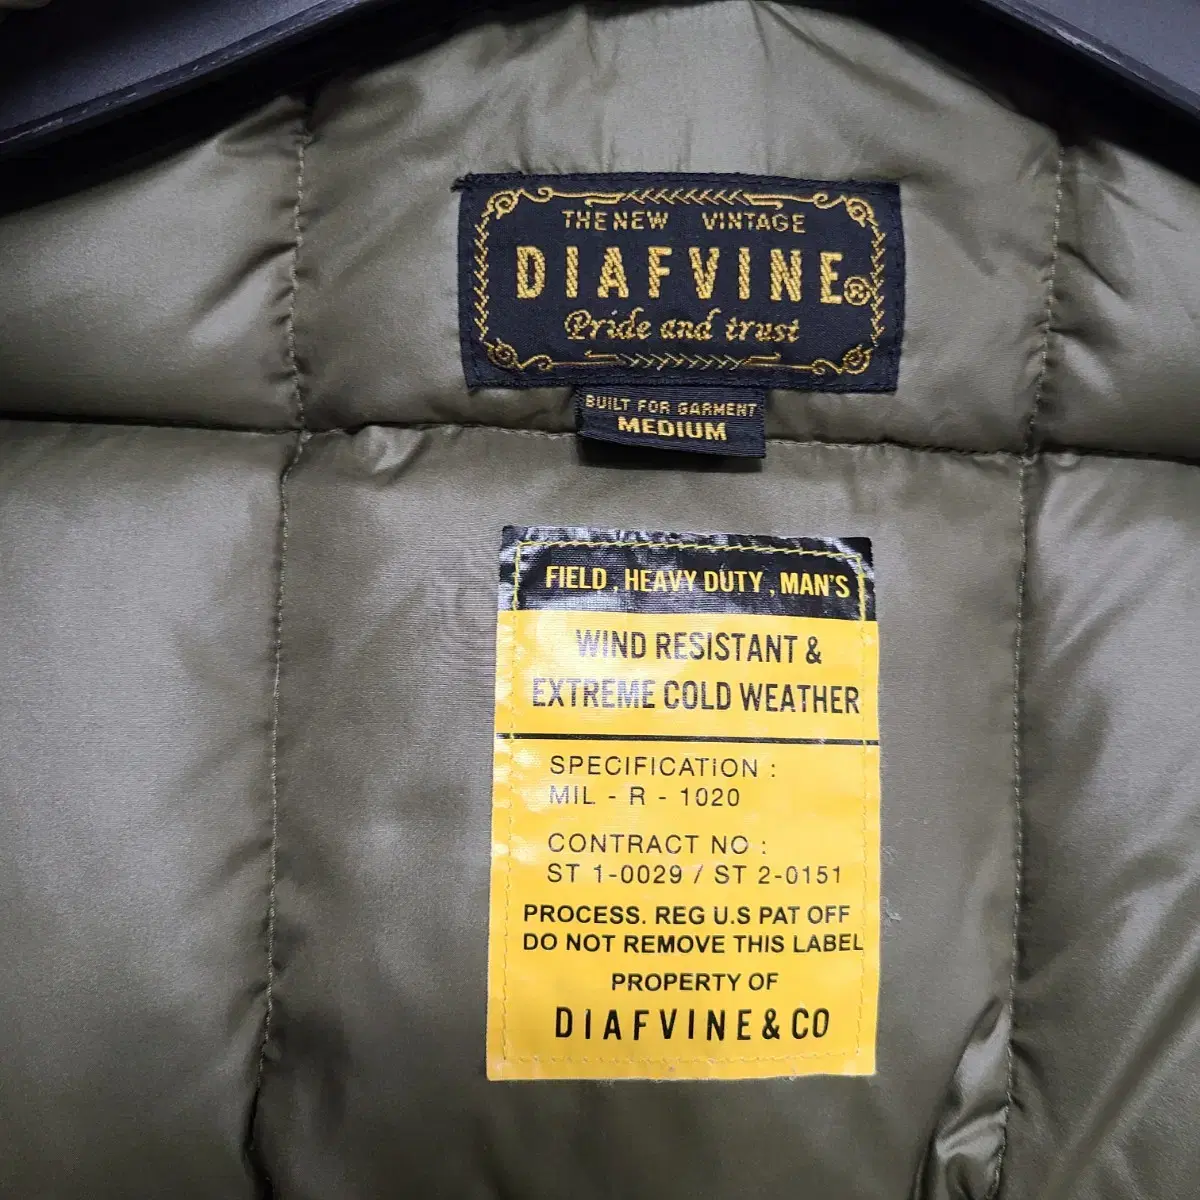 THE NEW VINTAGE
DIAFVINE®
Pride and trust
BUILT FOR GARMENT
MEDIUM
FIELD , HEAVY DUTY , MAN'S
WIND RESISTANT &
EXTREME COLD WEATHER
SPECIFICATION :
MIL - R - 1020
CONTRACT NO :
ST 1-0029 / ST 2-0151
PROCESS. REG U.S PAT OFF
DO NOT REMOVE THIS LABEL
PROPERTY OF
DIAFVINE & CO